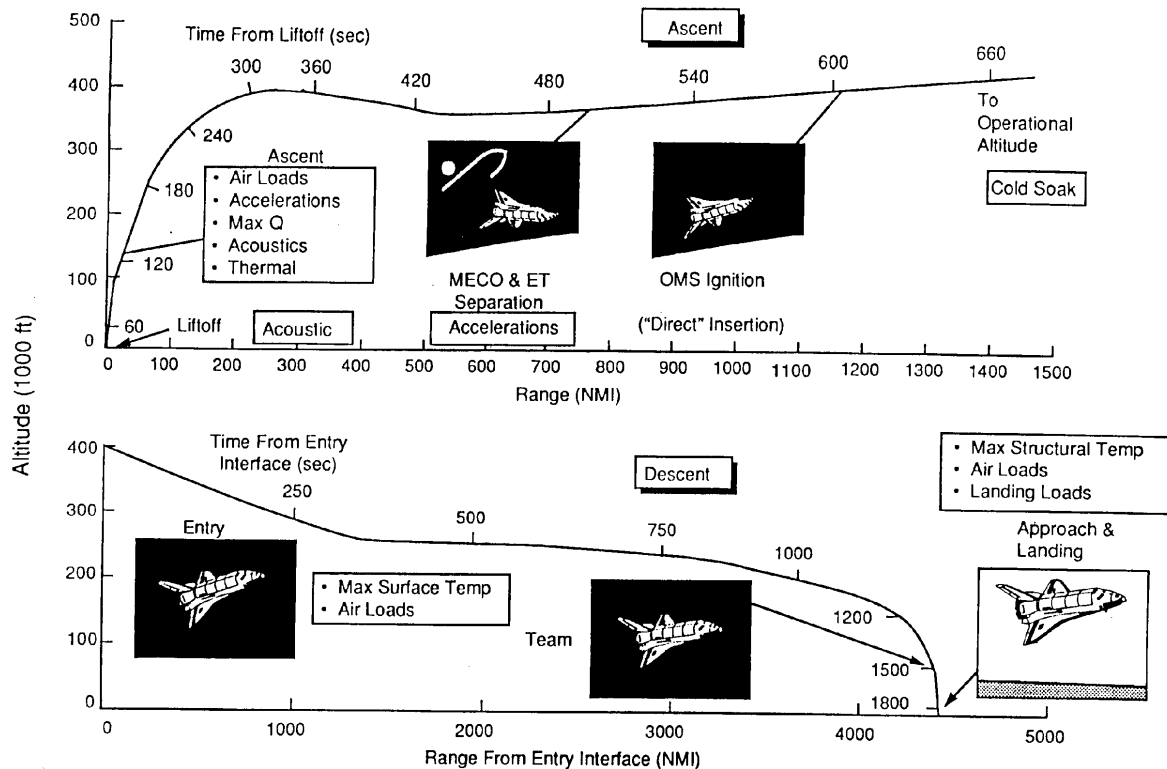 Altitude (1000 ft)
500
400
300
200
100
0
Time From Liftoff (sec)
Ascent
60
120
180
240
300
360
420
480
540
600
660
Ascent
• Air Loads
• Accelerations
• Max Q
• Acoustics
• Thermal
To
Operational
Altitude
Cold Soak
Liftoff
Acoustic
MECO & ET
Separation
Accelerations
OMS Ignition
("Direct" Insertion)
0
100
200
300
400
500
600
700
800
900
1000
1100
1200
1300
1400
1500
Range (NMI)
400
300
200
100
0
Time From Entry
Interface (sec)
Descent
250
500
750
1000
1200
1500
1800
Entry
• Max Surface Temp
• Air Loads
Team
• Max Structural Temp
• Air Loads
• Landing Loads
Approach &
Landing
0
1000
2000
3000
4000
5000
Range From Entry Interface (NMI)